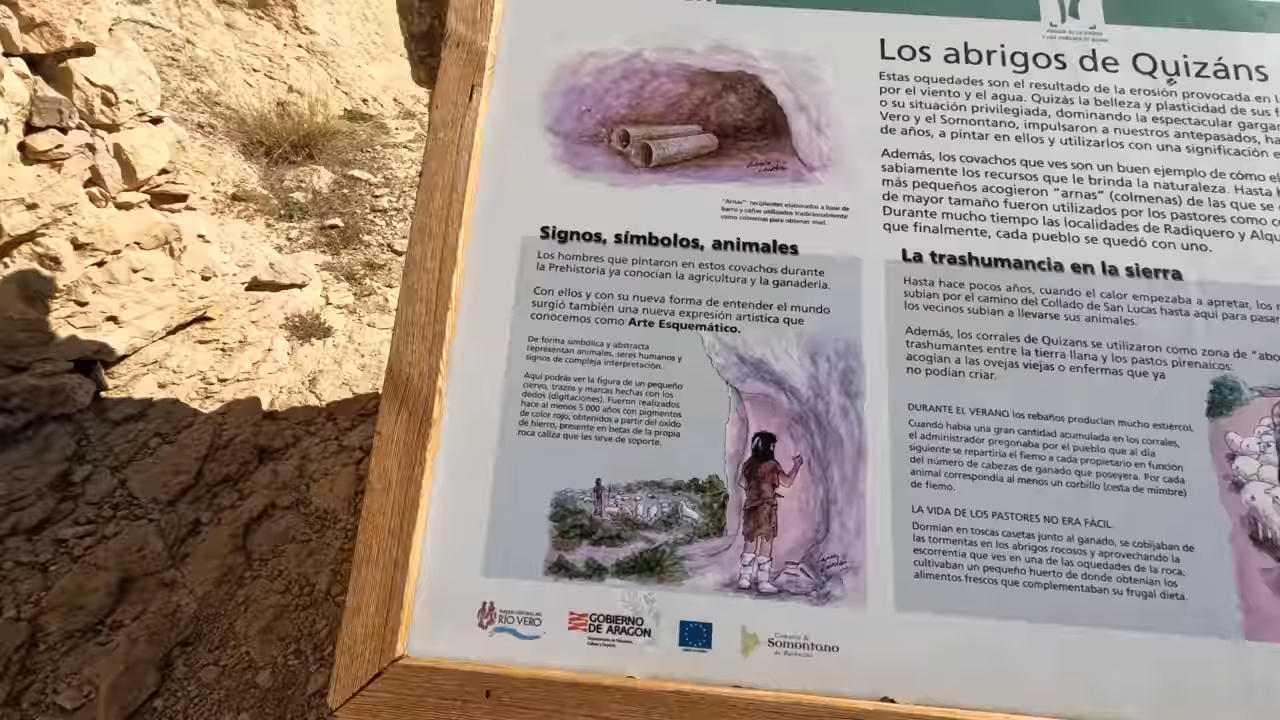 Los abrigos de Quizáns
Estas oquedades son el resultado de la erosión provocada en
por el viento y el agua. Quizás la belleza y plasticidad de sus
o su situación privilegiada, dominando la espectacular
Vero y el Somontano, impulsaron a nuestros antepasados,
de años, a pintar en ellos y utilizarlos con una significación
Además, los covachos que ves son un buen ejemplo de cómo el
sabiamente los recursos que le brinda la naturaleza. Hasta
más pequeños acogieron "arnas" (colmenas) de las que se
de mayor tamaño fueron utilizados por los pastores como
Durante mucho tiempo las localidades de Radiquero y
que finalmente, cada pueblo se quedó con uno.
"Arnas": recipientes elaborados a base de
barro y cañas utilizados tradicionalmente
como colmenas para obtener miel.
Signos, símbolos, animales
Los hombres que pintaron en estos covachos durante
la Prehistoria ya conocían la agricultura y la ganadería.
Con ellos y con su nueva forma de entender el mundo
surgió también una nueva expresión artística que
conocemos como Arte Esquemático.
De forma simbólica y abstracta
representan animales, seres humanos y
signos de compleja interpretación.
Aquí podrás ver la figura de un pequeño
ciervo, trazos y marcas hechas con los
dedos (digitaciones). Fueron realizados
hace al menos 5.000 años con pigmentos
de color rojo, obtenidos a partir del óxido
de hierro, presente en betas de la propia
roca caliza que les sirve de soporte.
La trashumancia en la sierra
Hasta hace pocos años, cuando el calor empezaba a apretar, los
subían por el camino del Collado de San Lucas hasta aquí para
los vecinos subían a llevarse sus animales.
Además, los corrales de Quizans se utilizaron como zona de
trashumantes entre la tierra llana y los pastos pirenaicos:
acogían a las ovejas viejas o enfermas que ya
no podían criar.
DURANTE EL VERANO los rebaños producían mucho estiércol.
Cuando había una gran cantidad acumulada en los corrales,
el administrador pregonaba por el pueblo que al día
siguiente se repartiría el fiemo a cada propietario en función
del número de cabezas de ganado que poseyera. Por cada
animal correspondía al menos un corbillo (cesta de mimbre)
de fiemo.
LA VIDA DE LOS PASTORES NO ERA FÁCIL.
Dormían en toscas casetas junto al ganado, se cobijaban de
las tormentas en los abrigos rocosos y aprovechando la
escorrentía que ves en una de las oquedades de la roca,
cultivaban un pequeño huerto de donde obtenían los
alimentos frescos que complementaban su frugal dieta.
RÍO VERO
GOBIERNO
DE ARAGON
Somontano
de Barbastro